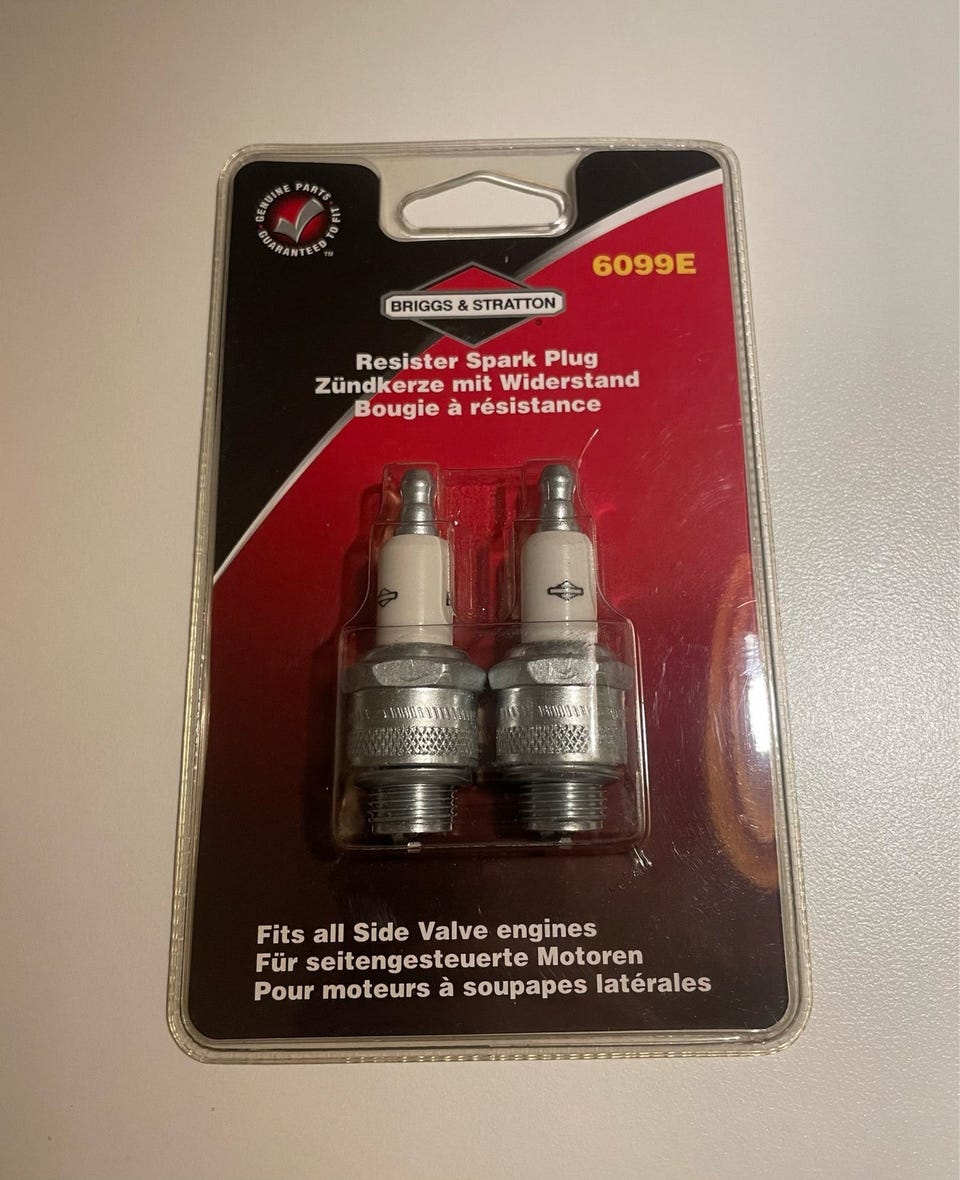 GENUINE PARTS
GUARANTEED TO FIT
TM
6099E
BRIGGS & STRATTON
Resister Spark Plug
Zündkerze mit Widerstand
Bougie à résistance
Fits all Side Valve engines
Für seitengesteuerte Motoren
Pour moteurs à soupapes latérales